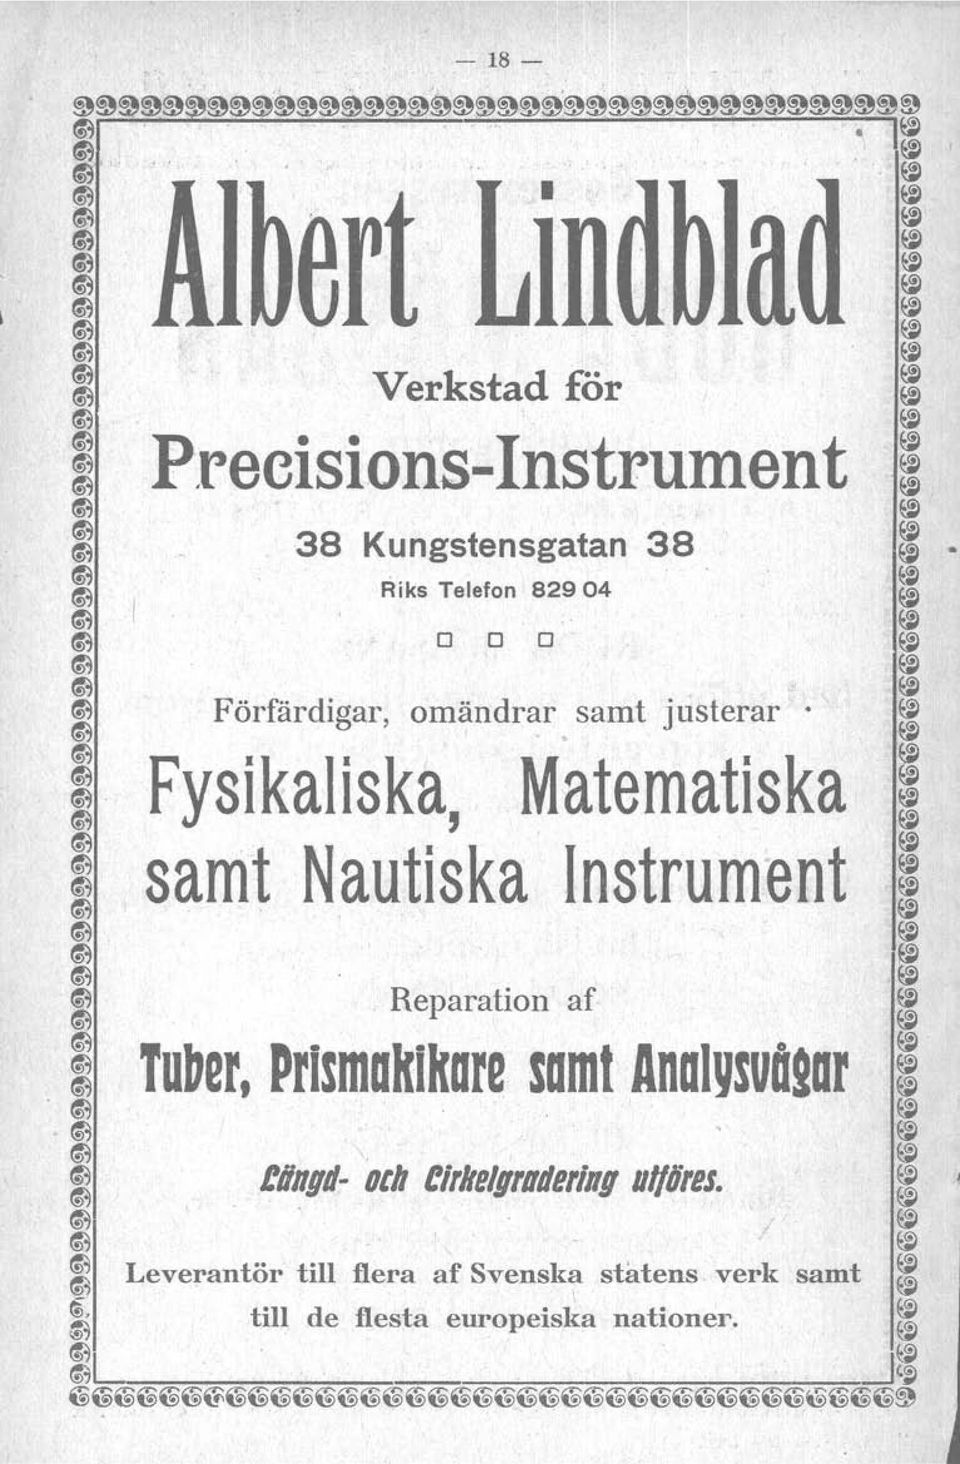 — 18 —
Albert Lindblad
Verkstad för
Precisions-Instrument
38 Kungstensgatan 38
Riks Telefon 829 04
Förfärdigar, omändrar samt justerar
Fysikaliska, Matematiska
samt Nautiska Instrument
Reparation af
Tuber, Prismakikare samt Analysvågar
Längd- och Cirkelgradering utföres.
Leverantör till flera af Svenska statens verk samt
till de flesta europeiska nationer.